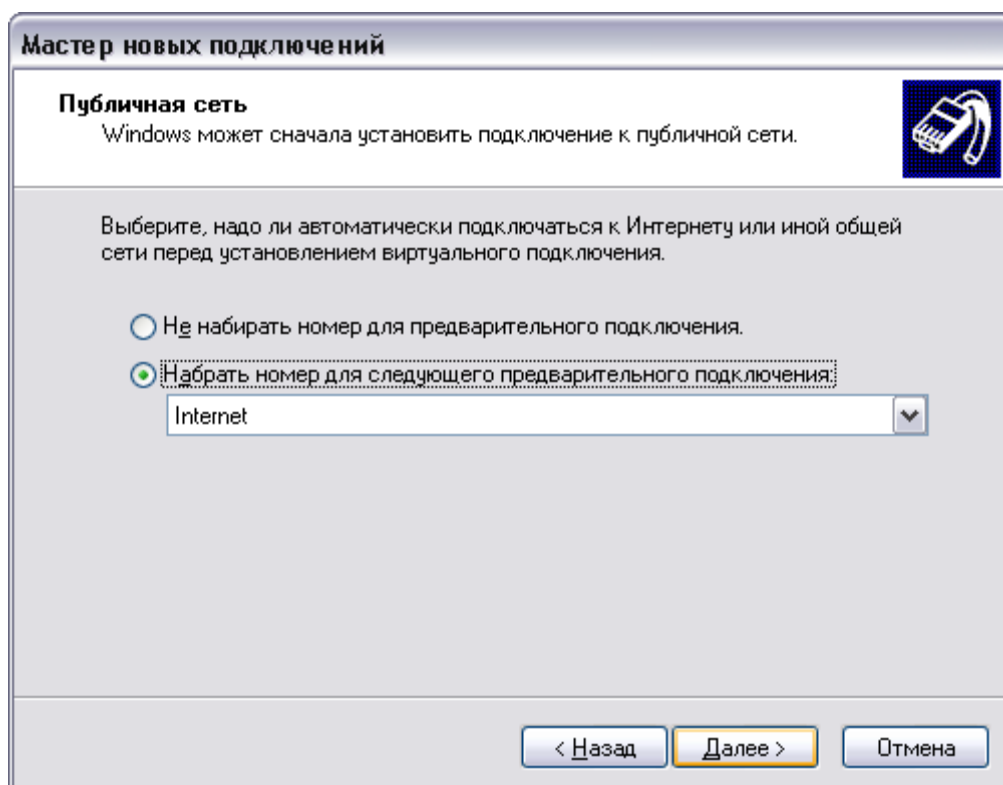 Мастер новых подключений
Публичная сеть
Windows может сначала установить подключение к публичной сети.
Выберите, надо ли автоматически подключаться к Интернету или иной общей
сети перед установлением виртуального подключения.
Не набирать номер для предварительного подключения.
Набрать номер для следующего предварительного подключения:
Internet
< Назад
Далее >
Отмена